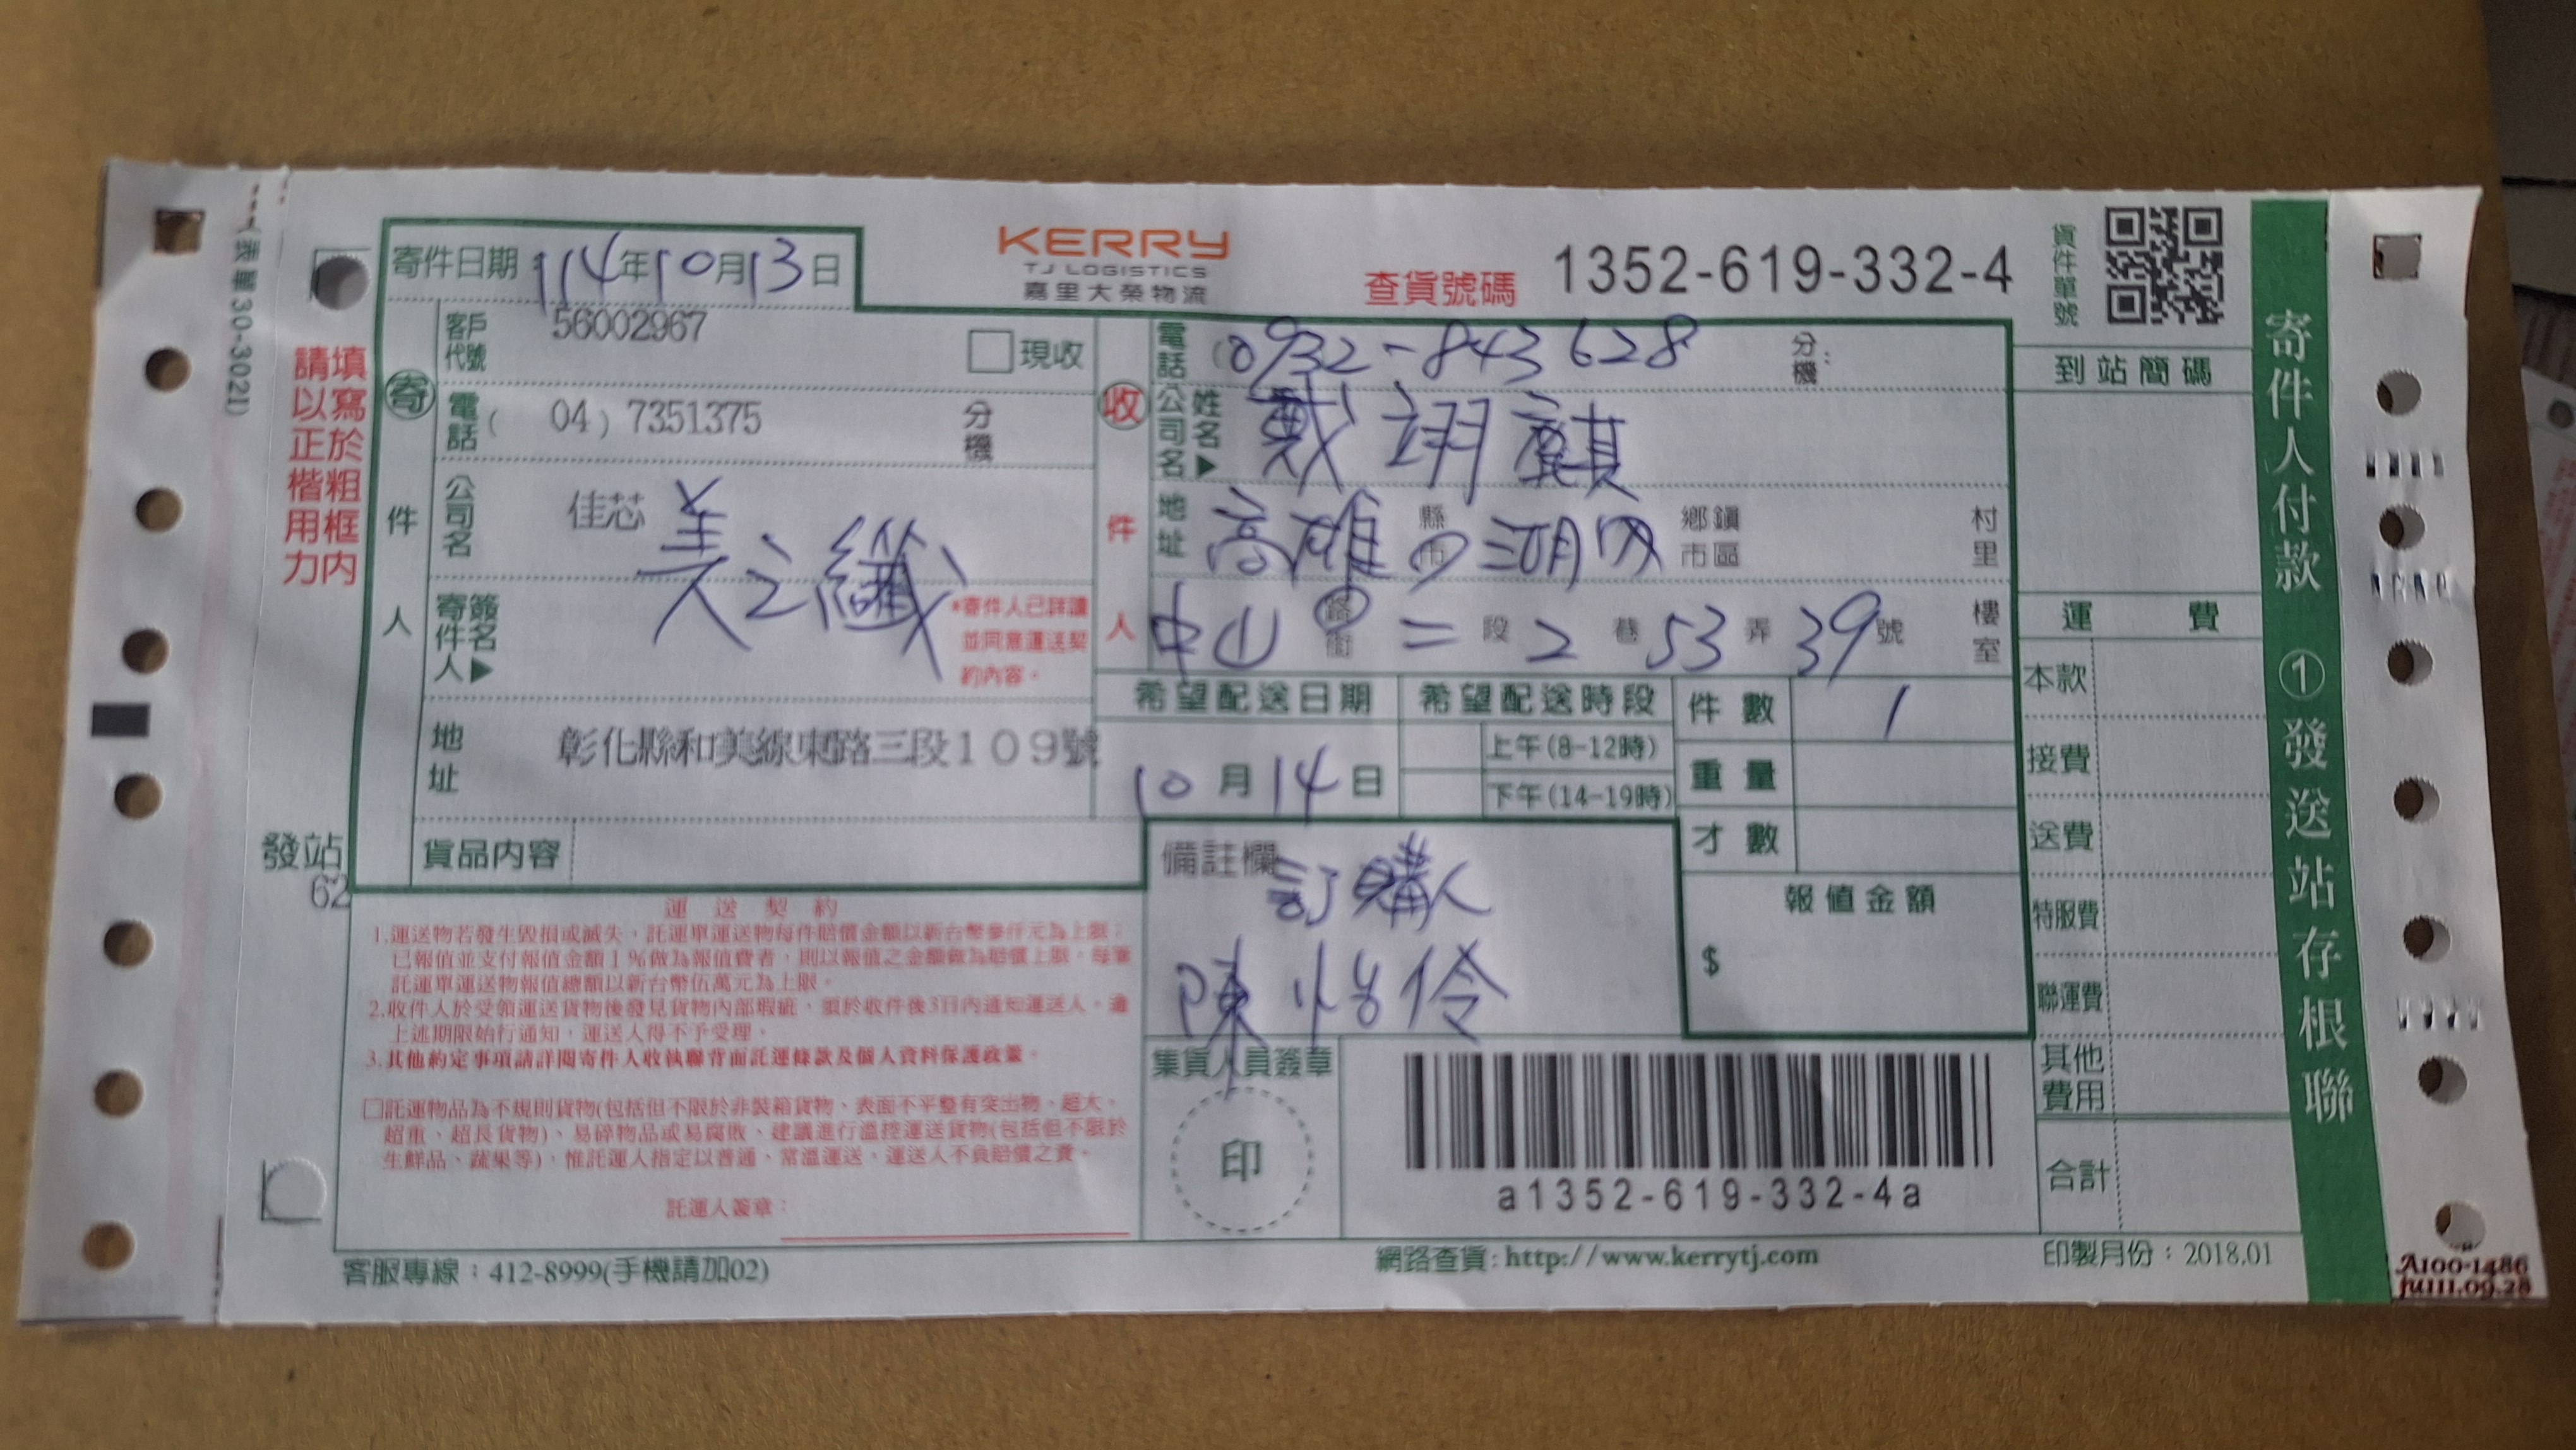 (表單30-3021)
請以正楷用力
填寫於粗框內
寄件日期 114年10月13日
KERRY
TJ LOGISTICS
嘉里大榮物流
查貨號碼 1352-619-332-4
貨件單號
寄件人
客戶代號 56002967 □現收
電話 (04) 7351375 分機
公司名 佳芯 美之纖
寄件人簽名▶
*寄件人已詳讀
並同意運送契
約內容。
地址 彰化縣和美線東路三段109號
貨品內容
發站
62
收件人
電話 (0932-843628 分機:
公司名 姓名▶ 戴翊麒
地址 高雄 縣市 湖內 鄉鎮市區 村里
中山 路街 二 段 2 巷 53 弄 39 號 樓室
希望配送日期
10月14日
希望配送時段
上午(8-12時)
下午(14-19時)
件數 1
重量
才數
報值金額
$
備註欄 訂購人
陳怡伶
集貨人員簽章
印
a1352-619-332-4a
運送契約
1.運送物若發生毀損或滅失,託運單運送物每件賠償金額以新台幣參仟元為上限;
已報值並支付報值金額1%做為報值費者,則以報值之金額做為賠償上限,每筆
託運單運送物報值總額以新台幣伍萬元為上限。
2.收件人於受領運送貨物後發見貨物內部瑕疵,須於收件後3日內通知運送人,逾
上述期限始行通知,運送人得不予受理。
3.其他約定事項請詳閱寄件人收執聯背面託運條款及個人資料保護政策。
□託運物品為不規則貨物(包括但不限於非裝箱貨物、表面不平整有突出物、超大、
超重、超長貨物)、易碎物品或易腐敗、建議進行溫控運送貨物(包括但不限於
生鮮品、蔬果等),惟託運人指定以普通、常溫運送,運送人不負賠償之責。
託運人簽章:
到站簡碼
運費
本款
接費
送費
特服費
聯運費
其他費用
合計
寄件人付款 ①發送站存根聯
客服專線:412-8999(手機請加02)
網路查貨:http://www.kerrytj.com
印製月份:2018.01
A100-1486
fu111.09.28